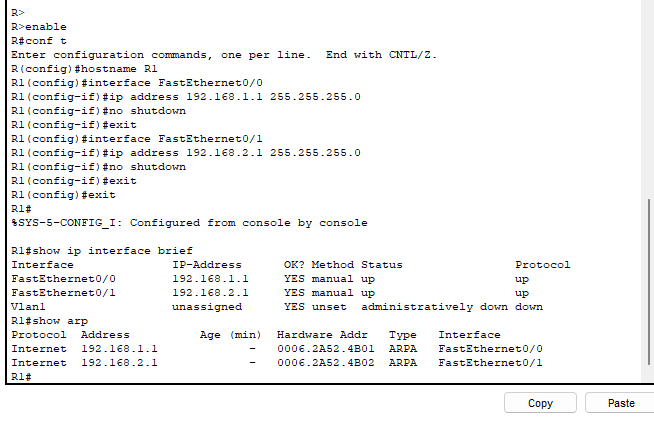 R>
R>enable
R#conf t
Enter configuration commands, one per line.  End with CNTL/Z.
R(config)#hostname R1
R1(config)#interface FastEthernet0/0
R1(config-if)#ip address 192.168.1.1 255.255.255.0
R1(config-if)#no shutdown
R1(config-if)#exit
R1(config)#interface FastEthernet0/1
R1(config-if)#ip address 192.168.2.1 255.255.255.0
R1(config-if)#no shutdown
R1(config-if)#exit
R1(config)#exit
R1#
%SYS-5-CONFIG_I: Configured from console by console
R1#show ip interface brief
Interface              IP-Address      OK? Method Status                Protocol
FastEthernet0/0        192.168.1.1     YES manual up                    up
FastEthernet0/1        192.168.2.1     YES manual up                    up
Vlan1                  unassigned      YES unset  administratively down down
R1#show arp
Protocol  Address          Age (min)  Hardware Addr   Type   Interface
Internet  192.168.1.1             -   0006.2A52.4B01  ARPA   FastEthernet0/0
Internet  192.168.2.1             -   0006.2A52.4B02  ARPA   FastEthernet0/1
R1#
Copy Paste